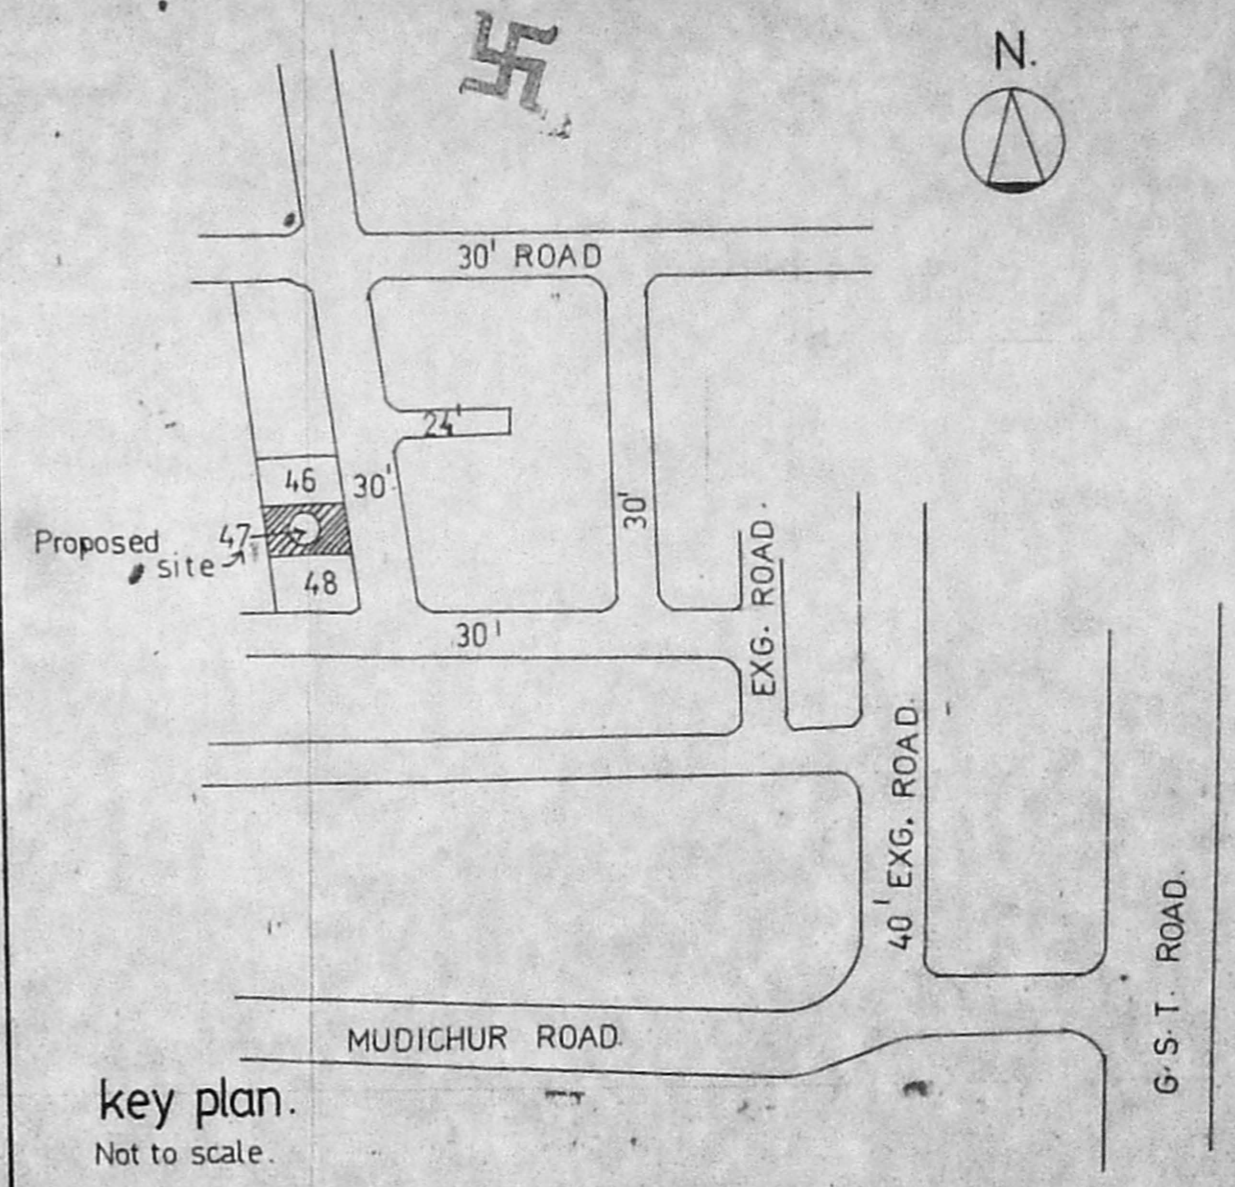 N.
30' ROAD
24'
46
30'
30'
Proposed
site
47
48
30'
EXG. ROAD.
40' EXG. ROAD.
G.S.T. ROAD.
MUDICHUR ROAD.
key plan.
Not to scale.